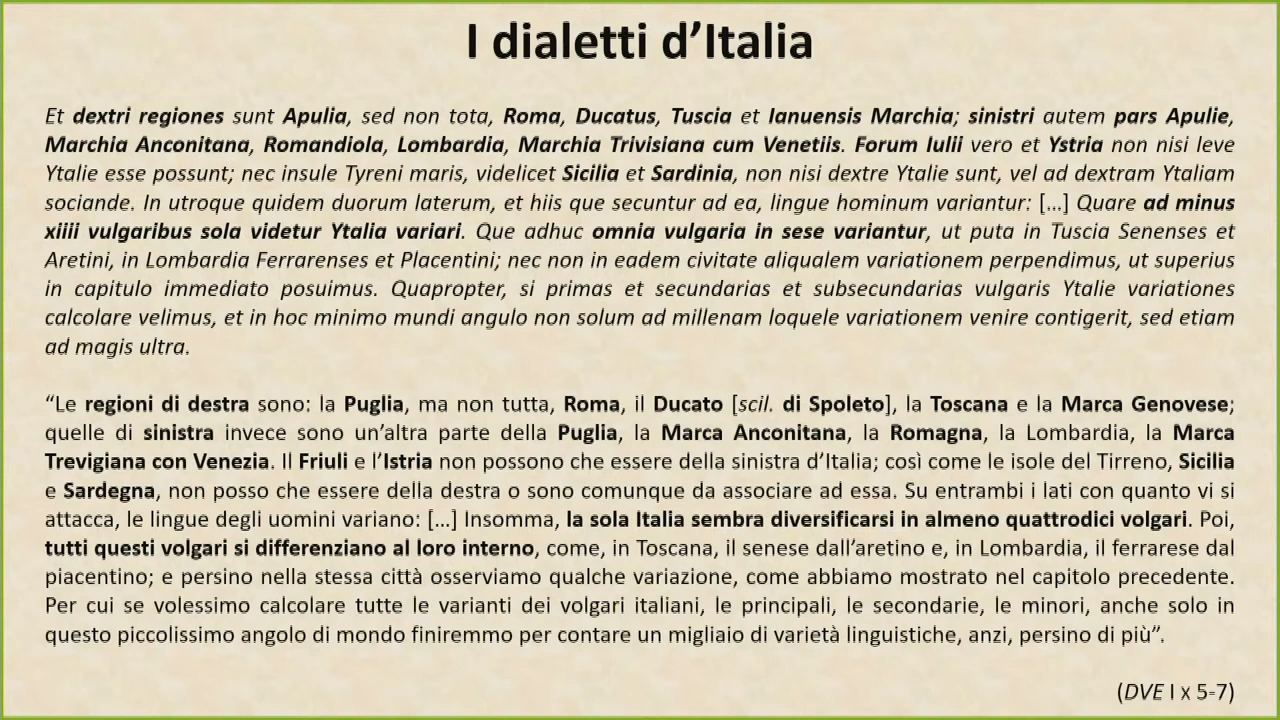 I dialetti d’Italia
Et dextri regiones sunt Apulia, sed non tota, Roma, Ducatus, Tuscia et Ianuensis Marchia; sinistri autem pars Apulie,
Marchia Anconitana, Romandiola, Lombardia, Marchia Trivisiana cum Venetiis. Forum Iulii vero et Ystria non nisi leve
Ytalie esse possunt; nec insule Tyreni maris, videlicet Sicilia et Sardinia, non nisi dextre Ytalie sunt, vel ad dextram Ytaliam
sociande. In utroque quidem duorum laterum, et hiis que secuntur ad ea, lingue hominum variantur: […] Quare ad minus
xiiii vulgaribus sola videtur Ytalia variari. Que adhuc omnia vulgaria in sese variantur, ut puta in Tuscia Senenses et
Aretini, in Lombardia Ferrarenses et Placentini; nec non in eadem civitate aliqualem variationem perpendimus, ut superius
in capitulo immediato posuimus. Quapropter, si primas et secundarias et subsecundarias vulgaris Ytalie variationes
calcolare velimus, et in hoc minimo mundi angulo non solum ad millenam loquele variationem venire contigerit, sed etiam
ad magis ultra.
“Le regioni di destra sono: la Puglia, ma non tutta, Roma, il Ducato [scil. di Spoleto], la Toscana e la Marca Genovese;
quelle di sinistra invece sono un’altra parte della Puglia, la Marca Anconitana, la Romagna, la Lombardia, la Marca
Trevigiana con Venezia. Il Friuli e l’Istria non possono che essere della sinistra d’Italia; così come le isole del Tirreno, Sicilia
e Sardegna, non posso che essere della destra o sono comunque da associare ad essa. Su entrambi i lati con quanto vi si
attacca, le lingue degli uomini variano: […] Insomma, la sola Italia sembra diversificarsi in almeno quattrodici volgari. Poi,
tutti questi volgari si differenziano al loro interno, come, in Toscana, il senese dall’aretino e, in Lombardia, il ferrarese dal
piacentino; e persino nella stessa città osserviamo qualche variazione, come abbiamo mostrato nel capitolo precedente.
Per cui se volessimo calcolare tutte le varianti dei volgari italiani, le principali, le secondarie, le minori, anche solo in
questo piccolissimo angolo di mondo finiremmo per contare un migliaio di varietà linguistiche, anzi, persino di più”.
(DVE I x 5-7)